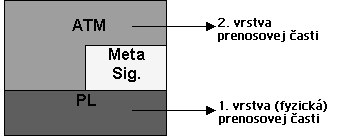 ATM
Meta
Sig.
PL
2. vrstva
prenosovej časti
1. vrstva (fyzická)
prenosovej časti